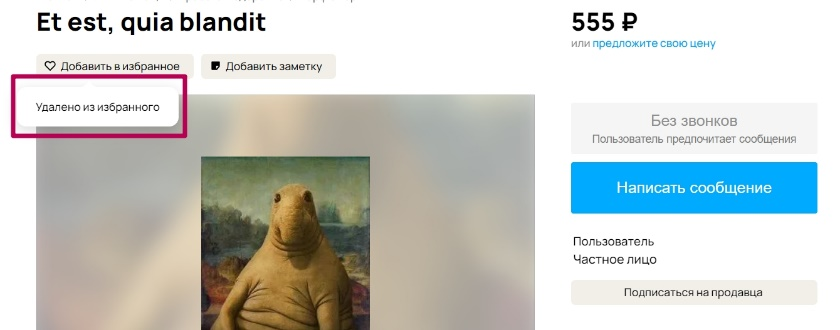 Et est, quia blandit
Добавить в избранное
Добавить заметку
Удалено из избранного
555 ₽
или предложите свою цену
Без звонков
Пользователь предпочитает сообщения
Написать сообщение
Пользователь
Частное лицо
Подписаться на продавца